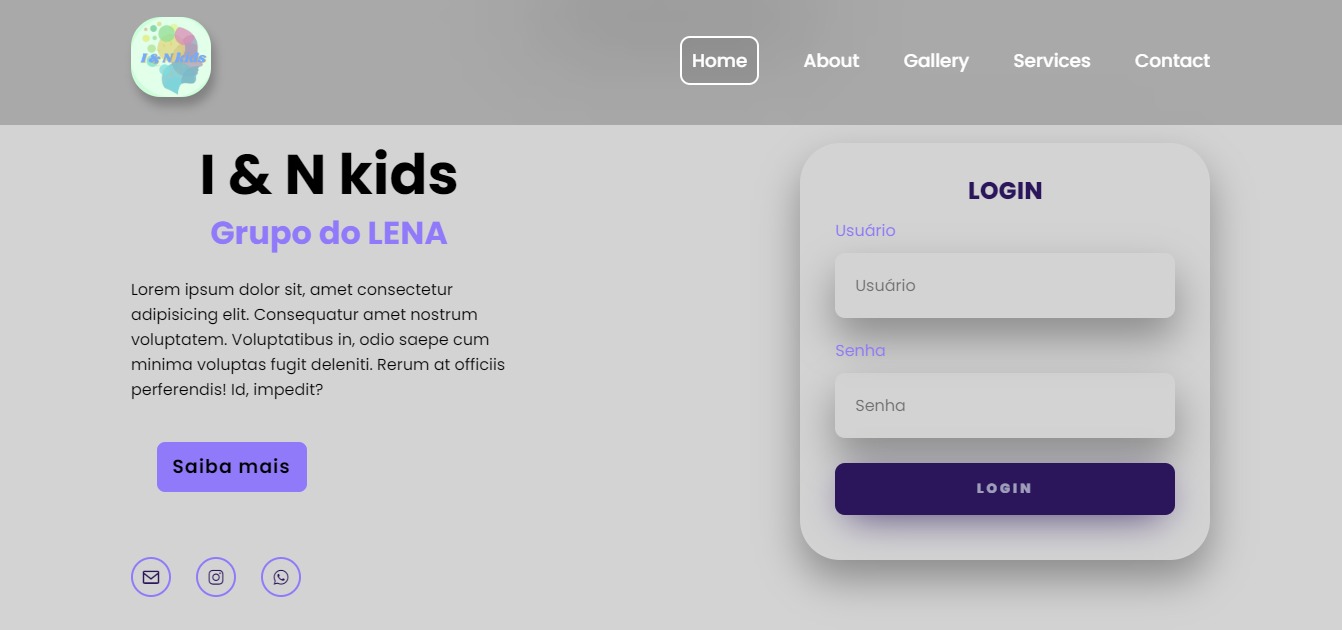 I & N kids
Home
About
Gallery
Services
Contact
I & N kids
Grupo do LENA
Lorem ipsum dolor sit, amet consectetur
adipisicing elit. Consequatur amet nostrum
voluptatem. Voluptatibus in, odio saepe cum
minima voluptas fugit deleniti. Rerum at officiis
perferendis! Id, impedit?
Saiba mais
LOGIN
Usuário
Usuário
Senha
Senha
LOGIN